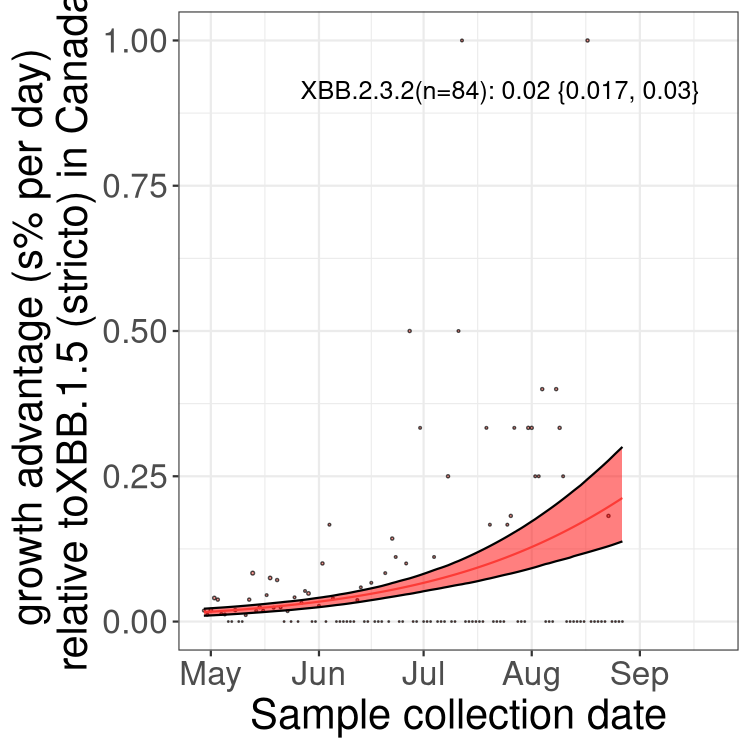 growth advantage (s% per day)
relative toXBB.1.5 (stricto) in Canada
1.00
0.75
0.50
0.25
0.00
XBB.2.3.2(n=84): 0.02 {0.017, 0.03}
May Jun Jul Aug Sep
Sample collection date